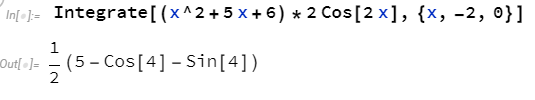 In[◦]:= Integrate[(x^2+5 x+6) * 2 Cos[2 x], {x, -2, 0}]
Out[◦]= 1/2 (5 - Cos[4] - Sin[4])